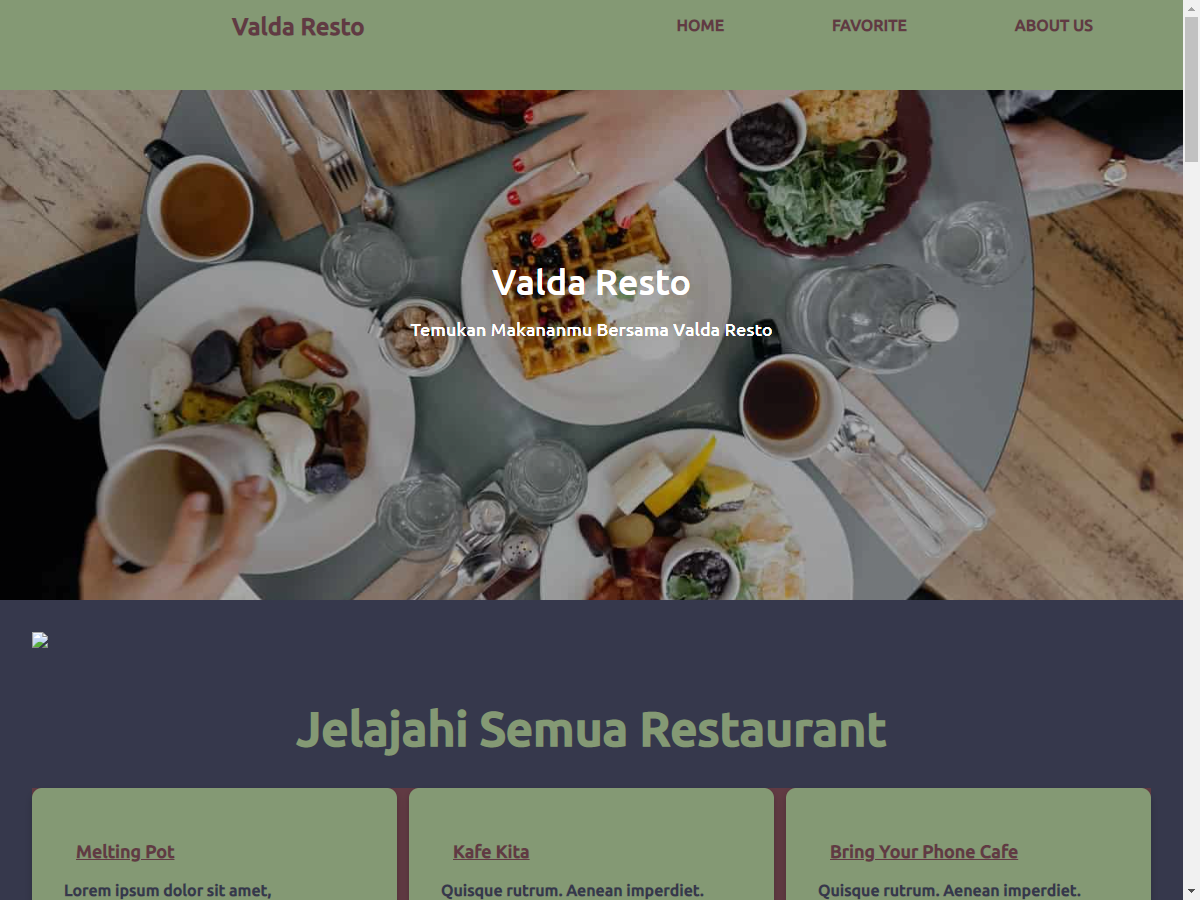 Valda Resto
HOME
FAVORITE
ABOUT US
Valda Resto
Temukan Makananmu Bersama Valda Resto
Jelajahi Semua Restaurant
Melting Pot
Kafe Kita
Bring Your Phone Cafe
Lorem ipsum dolor sit amet,
Quisque rutrum. Aenean imperdiet.
Quisque rutrum. Aenean imperdiet.